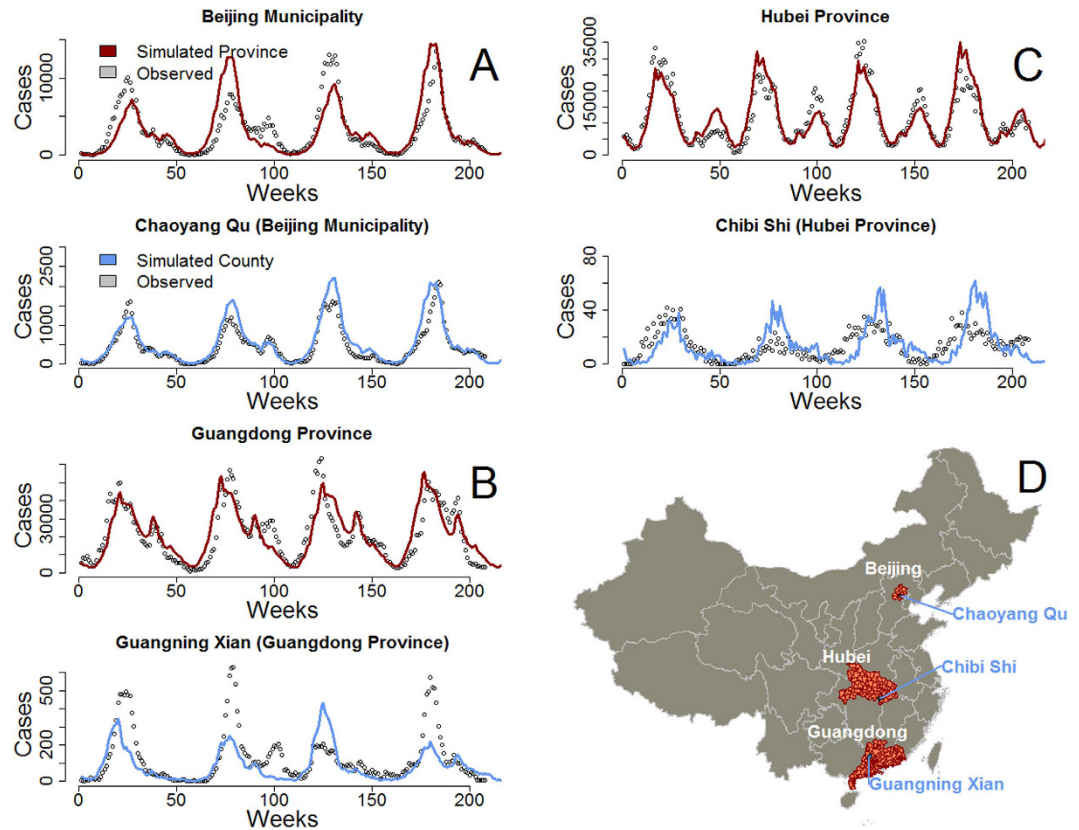 Beijing Municipality
A
Simulated Province
Observed
Cases
0
10000
0
50
100
150
200
Weeks
Chaoyang Qu (Beijing Municipality)
Simulated County
Observed
Cases
0
1000
2500
0
50
100
150
200
Weeks
Guangdong Province
B
Cases
0
30000
0
50
100
150
200
Weeks
Guangning Xian (Guangdong Province)
Cases
0
200
500
0
50
100
150
200
Weeks
Hubei Province
C
Cases
0
15000
35000
0
50
100
150
200
Weeks
Chibi Shi (Hubei Province)
Cases
0
40
80
0
50
100
150
200
Weeks
D
Beijing
Chaoyang Qu
Hubei
Chibi Shi
Guangdong
Guangning Xian